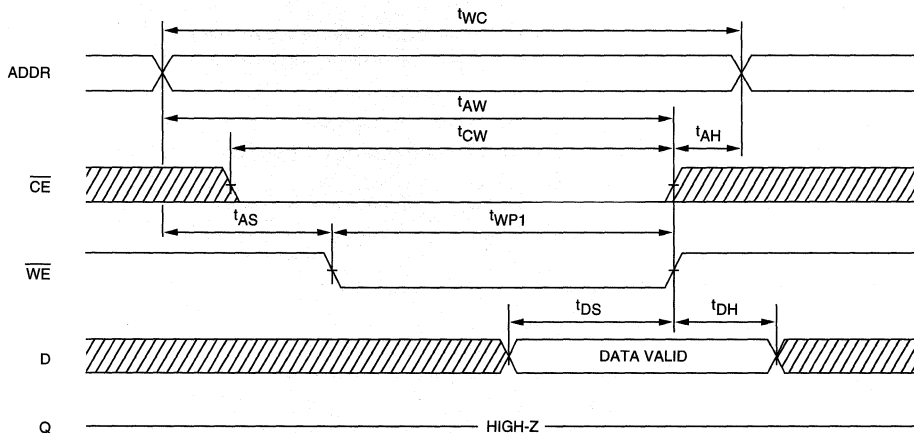 tWC
ADDR
tAW
tCW
tAH
CE
tAS
tWP1
WE
tDS
tDH
D
DATA VALID
Q
HIGH-Z